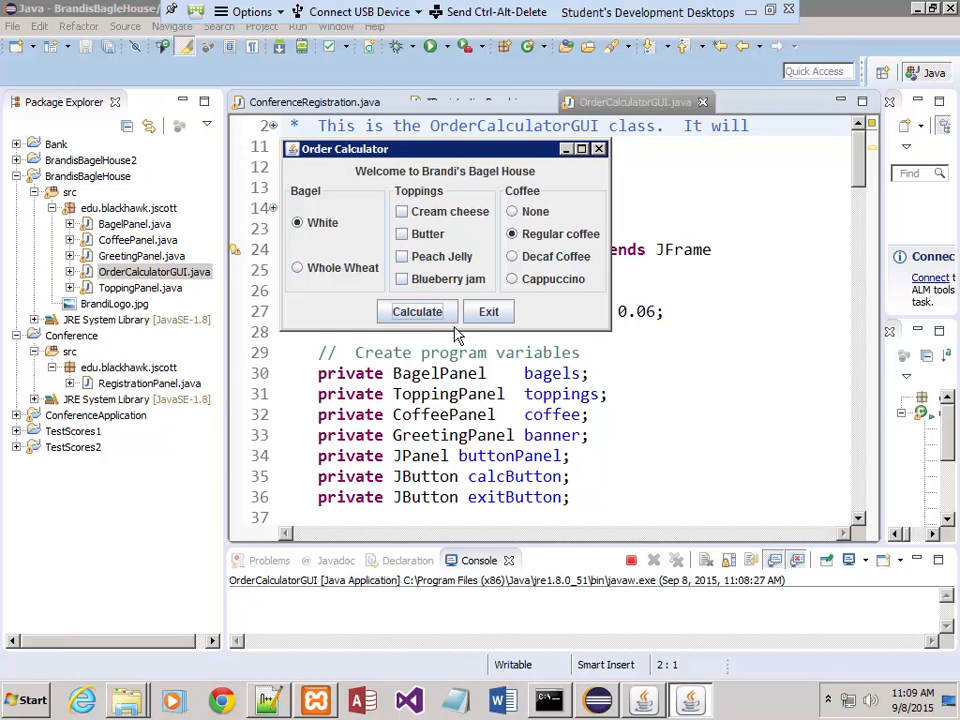 Java - BrandisBagleHouse/
Options
Connect USB Device
Send Ctrl-Alt-Delete
Student's Development Desktops
File Edit Refactor Source Navigate Search Project Run Window Help
Quick Access
Java
Package Explorer
ConferenceRegistration.java
OrderCalculatorGUI.java
Bank
BrandisBagelHouse2
BrandisBagleHouse
src
edu.blackhawk.jscott
BagelPanel.java
CoffeePanel.java
GreetingPanel.java
OrderCalculatorGUI.java
ToppingPanel.java
BrandiLogo.jpg
JRE System Library [JavaSE-1.8]
Conference
src
edu.blackhawk.jscott
RegistrationPanel.java
JRE System Library [JavaSE-1.8]
ConferenceApplication
TestScores1
TestScores2
2 * This is the OrderCalculatorGUI class. It will
11
12
13
14
24 ends JFrame
25
26
27 0.06;
28
29 // Create program variables
30 private BagelPanel bagels;
31 private ToppingPanel toppings;
32 private CoffeePanel coffee;
33 private GreetingPanel banner;
34 private JPanel buttonPanel;
35 private JButton calcButton;
36 private JButton exitButton;
37
Order Calculator
Welcome to Brandi's Bagel House
Bagel
White
Whole Wheat
Toppings
Cream cheese
Butter
Peach Jelly
Blueberry jam
Coffee
None
Regular coffee
Decaf Coffee
Cappuccino
Calculate
Exit
Find
Connec
Connect to
ALM tools or
tasks.
Problems
Javadoc
Declaration
Console
OrderCalculatorGUI [Java Application] C:\Program Files (x86)\Java\jre1.8.0_51\bin\javaw.exe (Sep 8, 2015, 11:08:27 AM)
Writable
Smart Insert
2 : 1
Start
11:09 AM
9/8/2015